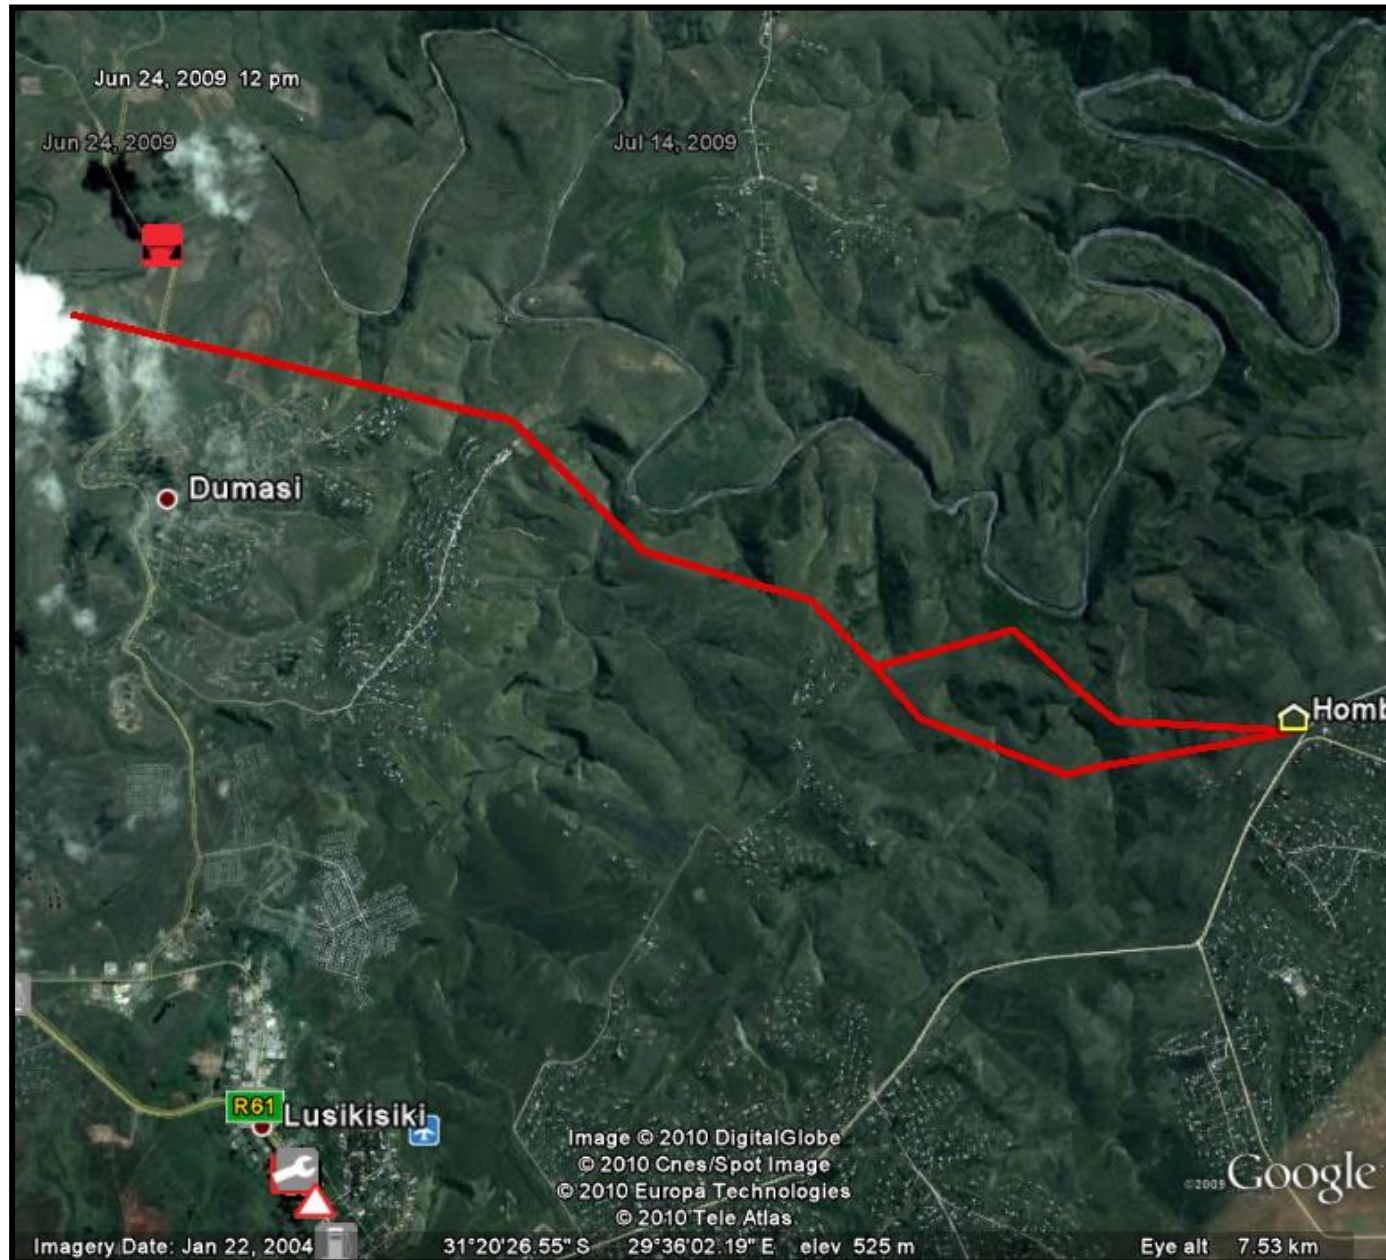 Jun 24, 2009 12 pm
Jun 24, 2009
Jul 14, 2009
Dumasi
Homb
R61
Lusikisiki
Image © 2010 DigitalGlobe
© 2010 Cnes/Spot Image
© 2010 Europa Technologies
© 2010 Tele Atlas
©2009 Google
Imagery Date: Jan 22, 2004 31°20'26.55" S 29°36'02.19" E elev 525 m Eye alt 7.53 km